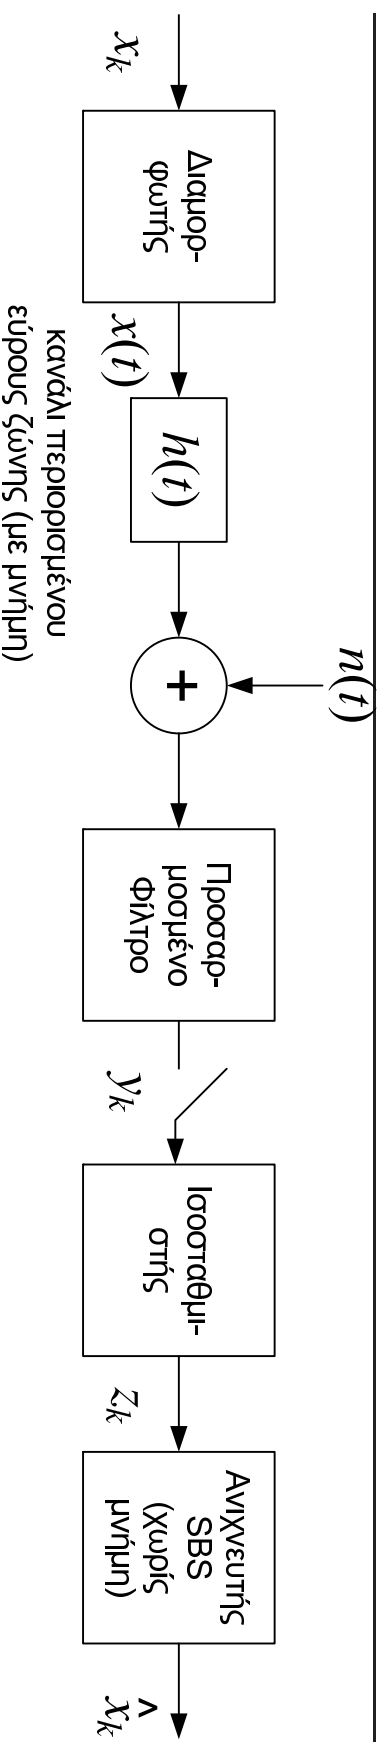 x_k
Διαμορ-
φωτής
x(t)
h(t)
κανάλι περιορισμένου
εύρους ζώνης (με μνήμη)
n(t)
+
Προσαρ-
μοσμένο
Φίλτρο
y_k
Ισοσταθμι-
στής
z_k
Ανιχνευτής
SBS
(χωρίς
μνήμη)
x̂_k